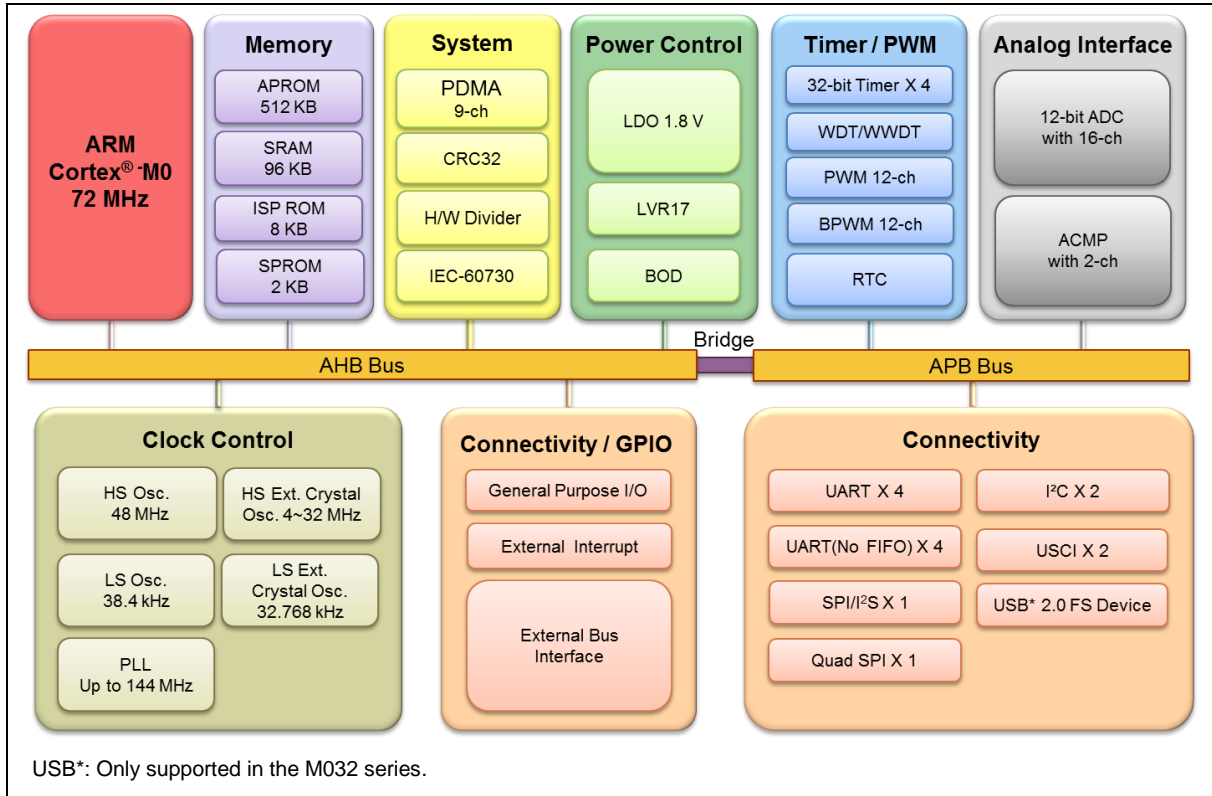 ARM
Cortex®-M0
72 MHz
Memory
APROM
512 KB
SRAM
96 KB
ISP ROM
8 KB
SPROM
2 KB
System
PDMA
9-ch
CRC32
H/W Divider
IEC-60730
Power Control
LDO 1.8 V
LVR17
BOD
Timer / PWM
32-bit Timer X 4
WDT/WWDT
PWM 12-ch
BPWM 12-ch
RTC
Analog Interface
12-bit ADC
with 16-ch
ACMP
with 2-ch
AHB Bus
Bridge
APB Bus
Clock Control
HS Osc.
48 MHz
HS Ext. Crystal
Osc. 4~32 MHz
LS Osc.
38.4 kHz
LS Ext.
Crystal Osc.
32.768 kHz
PLL
Up to 144 MHz
Connectivity / GPIO
General Purpose I/O
External Interrupt
External Bus
Interface
Connectivity
UART X 4
I²C X 2
UART(No FIFO) X 4
USCI X 2
SPI/I²S X 1
USB* 2.0 FS Device
Quad SPI X 1
USB*: Only supported in the M032 series.